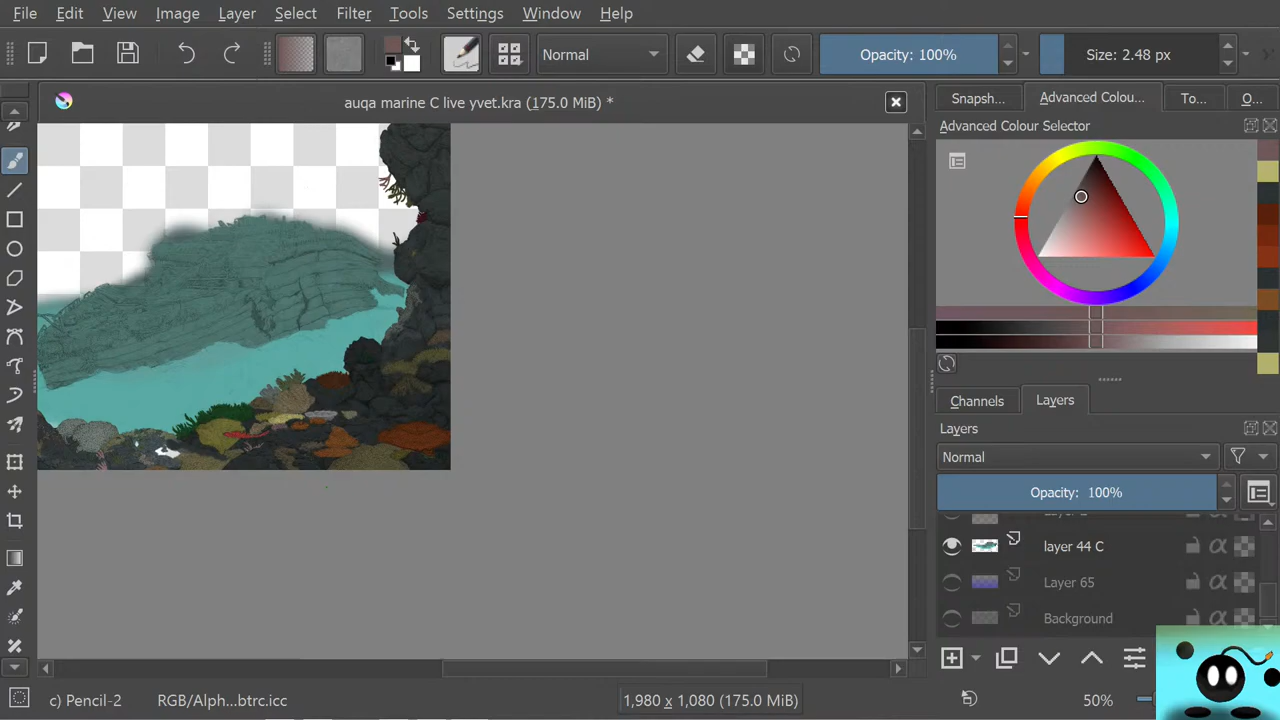 File Edit View Image Layer Select Filter Tools Settings Window Help
Normal Opacity: 100% Size: 2.48 px
auqa marine C live yvet.kra (175.0 MiB) *
Snapsh... Advanced Colou... To... O...
Advanced Colour Selector
Channels Layers
Layers
Normal
Opacity: 100%
layer 44 C
Layer 65
Background
c) Pencil-2 RGB/Alph...btrc.icc 1,980 x 1,080 (175.0 MiB) 50%